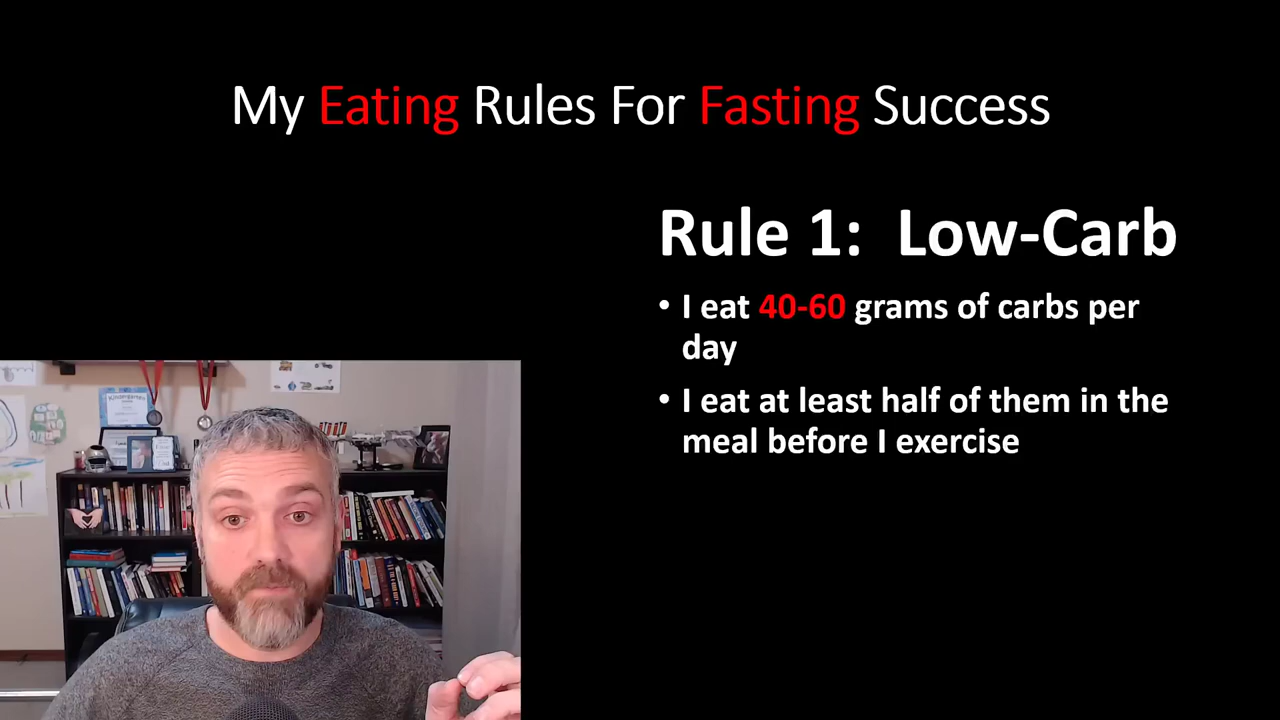 My Eating Rules For Fasting Success
Rule 1: Low-Carb
• I eat 40-60 grams of carbs per
day
• I eat at least half of them in the
meal before I exercise